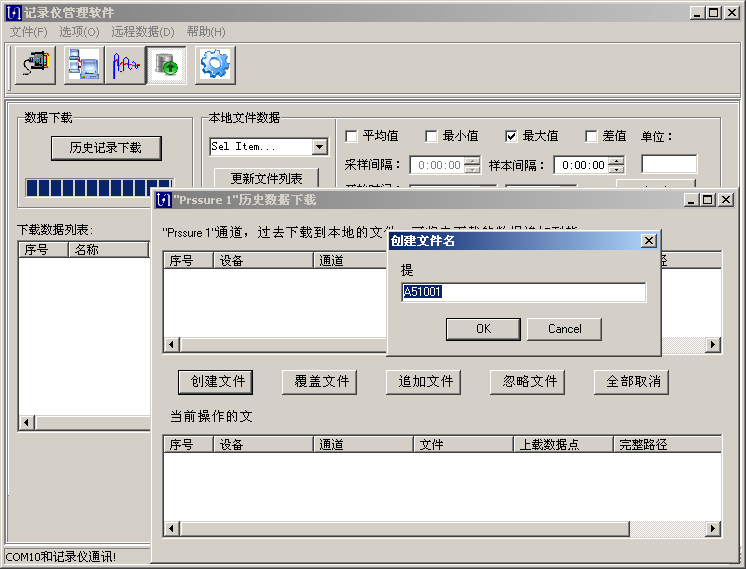 记录仪管理软件
文件(F) 选项(O) 远程数据(D) 帮助(H)
数据下载
历史记录下载
下载数据列表:
序号 名称
本地文件数据
Sel Item...
更新文件列表
平均值 最小值 最大值 差值 单位：
采样间隔： 0:00:00 样本间隔： 0:00:00
"Prssure 1"历史数据下载
"Prssure 1"通道，过去下载到本地的文件
序号 设备 通道 径
创建文件名
提
A51001
OK Cancel
创建文件 覆盖文件 追加文件 忽略文件 全部取消
当前操作的文
序号 设备 通道 文件 上载数据点 完整路径
COM10和记录仪通讯!